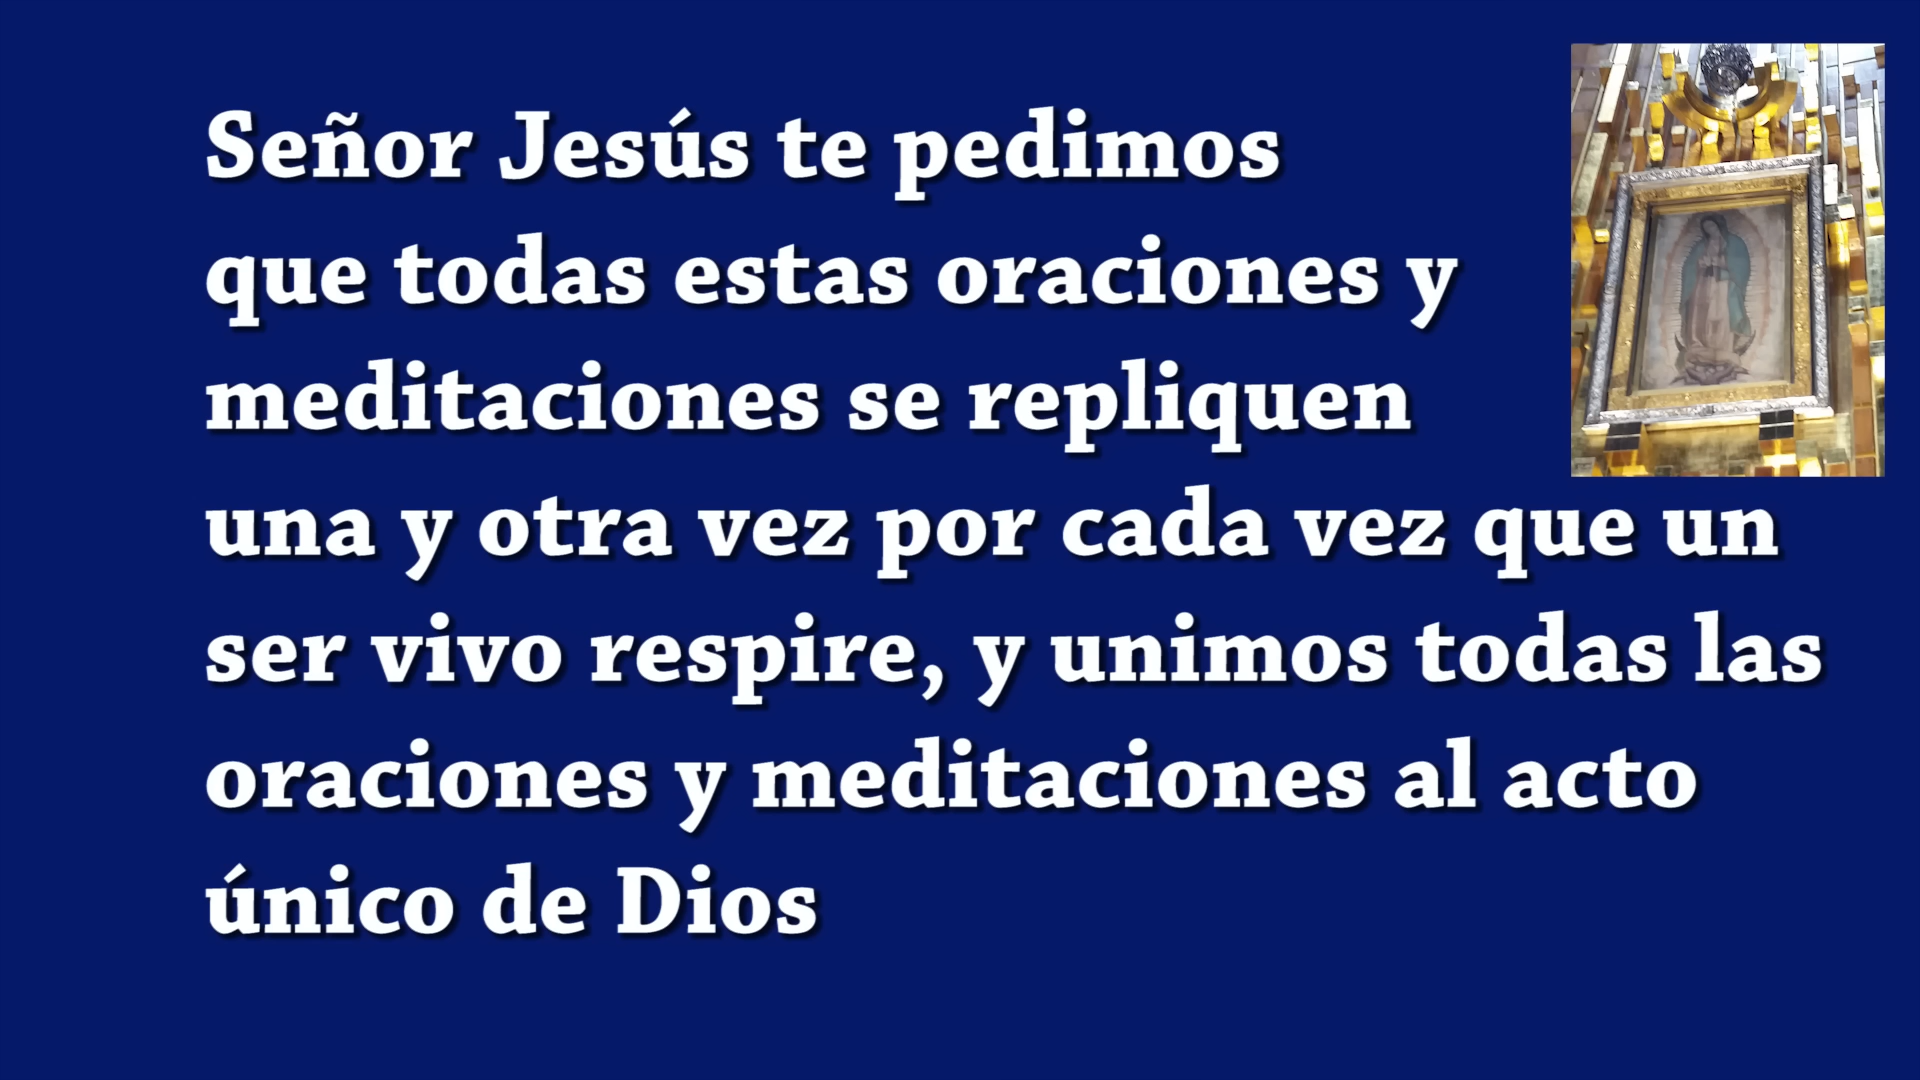 Señor Jesús te pedimos
que todas estas oraciones y
meditaciones se repliquen
una y otra vez por cada vez que un
ser vivo respire, y unimos todas las
oraciones y meditaciones al acto
único de Dios